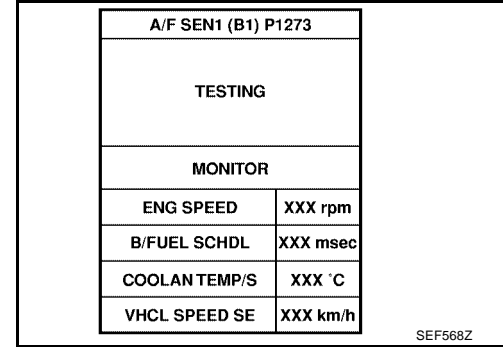 A/F SEN1 (B1) P1273
TESTING
MONITOR
ENG SPEED XXX rpm
B/FUEL SCHDL XXX msec
COOLAN TEMP/S XXX °C
VHCL SPEED SE XXX km/h
SEF568Z